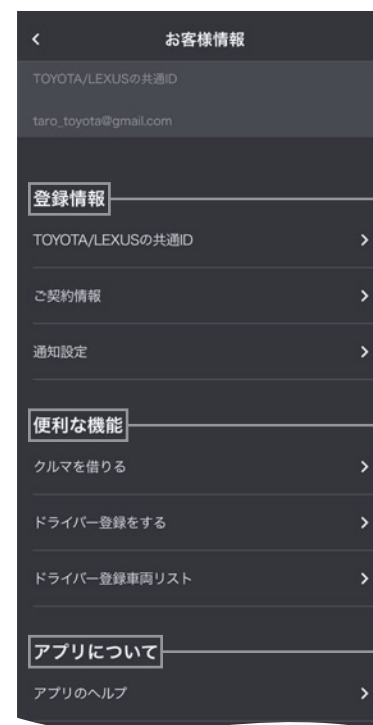 お客様情報
TOYOTA/LEXUSの共通ID
taro_toyota@gmail.com
登録情報
TOYOTA/LEXUSの共通ID
ご契約情報
通知設定
便利な機能
クルマを借りる
ドライバー登録をする
ドライバー登録車両リスト
アプリについて
アプリのヘルプ